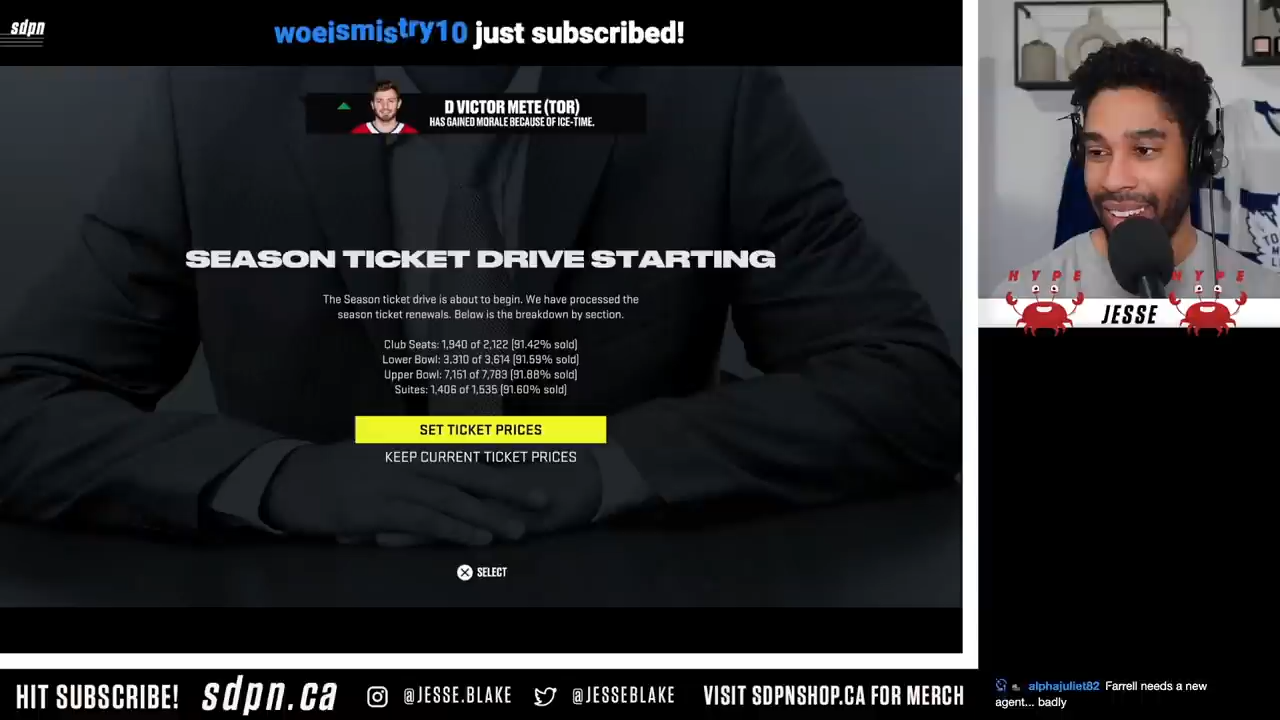 sdpn
woeismistry10 just subscribed!
D VICTOR METE (TOR)
HAS GAINED MORALE BECAUSE OF ICE-TIME.
SEASON TICKET DRIVE STARTING
The Season ticket drive is about to begin. We have processed the
season ticket renewals. Below is the breakdown by section.
Club Seats: 1,940 of 2,122 (91.42% sold)
Lower Bowl: 3,310 of 3,614 (91.59% sold)
Upper Bowl: 7,151 of 7,783 (91.88% sold)
Suites: 1,406 of 1,535 (91.60% sold)
SET TICKET PRICES
KEEP CURRENT TICKET PRICES
SELECT
HYPE HYPE
JESSE
alphajuliet82 Farrell needs a new
agent... badly
HIT SUBSCRIBE! sdpn.ca @JESSE.BLAKE @JESSEBLAKE VISIT SDPNSHOP.CA FOR MERCH